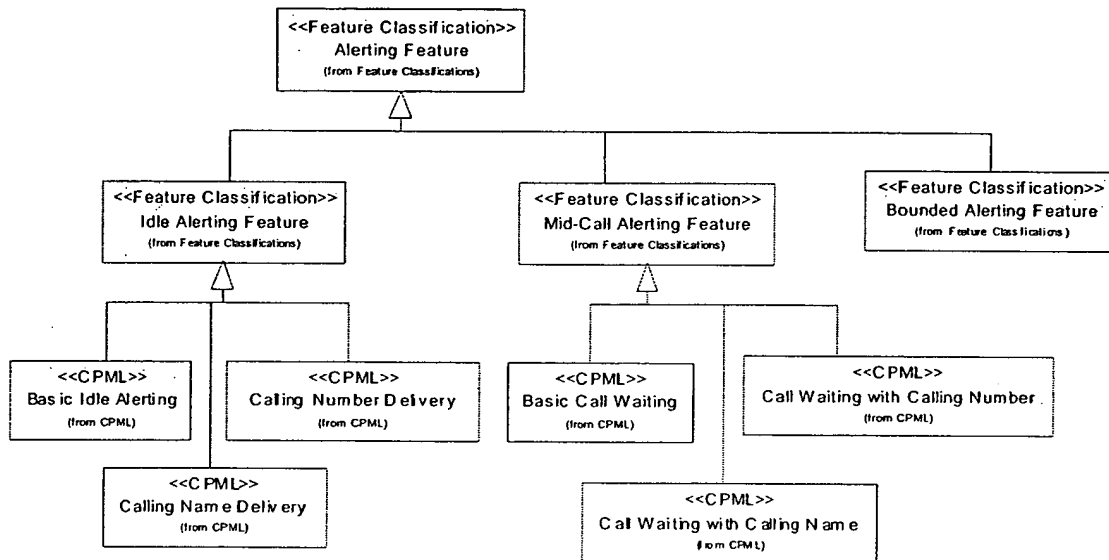 <<Feature Classification>>
Alerting Feature
(from Feature Classifications)
<<Feature Classification>>
Idle Alerting Feature
(from Feature Classifications)
<<Feature Classification>>
Mid-Call Alerting Feature
(from Feature Classifications)
<<Feature Classification>>
Bounded Alerting Feature
(from Feature Classifications)
<<CPML>>
Basic Idle Alerting
(from CPML)
<<CPML>>
Calling Number Delivery
(from CPML)
<<CPML>>
Basic Call Waiting
(from CPML)
<<CPML>>
Call Waiting with Calling Number
(from CPML)
<<CPML>>
Calling Name Delivery
(from CPML)
<<CPML>>
Call Waiting with Calling Name
(from CPML)